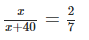 x/(x+40) = 2/7